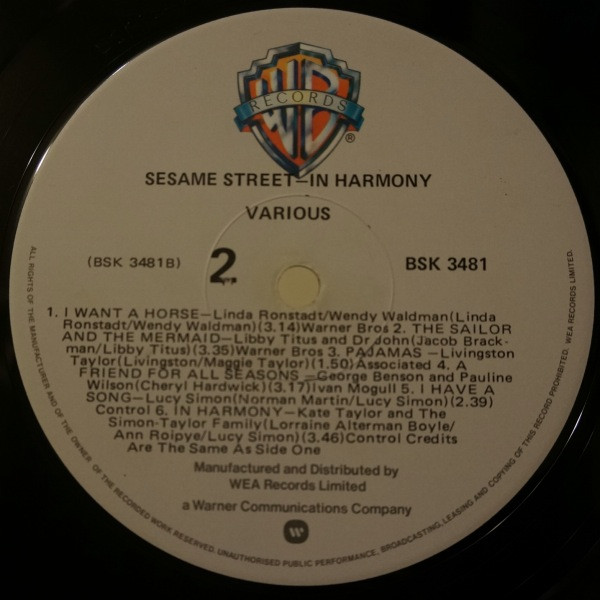 WB
RECORDS
®
SESAME STREET—IN HARMONY
VARIOUS
(BSK 3481B)
2
BSK 3481
1. I WANT A HORSE—Linda Ronstadt/Wendy Waldman(Linda
Ronstadt/Wendy Waldman)(3.14)Warner Bros 2. THE SAILOR
AND THE MERMAID—Libby Titus and Dr John(Jacob Brack-
man/Libby Titus)(3.35)Warner Bros 3. PAJAMAS —Livingston
Taylor(Livingston/Maggie Taylor)(1.50)Associated 4. A
FRIEND FOR ALL SEASONS —George Benson and Pauline
Wilson(Cheryl Hardwick)(3.17)Ivan Mogul 5. I HAVE A
SONG—Lucy Simon(Norman Martin/Lucy Simon)(2.39)
Control 6. IN HARMONY—Kate Taylor and The
Simon-Taylor Family(Lorraine Alterman Boyle/
Ann Roipye/Lucy Simon)(3.46)Control Credits
Are The Same As Side One
Manufactured and Distributed by
WEA Records Limited
a Warner Communications Company
ALL RIGHTS OF THE MANUFACTURER AND OF THE OWNER OF THE RECORDED WORK RESERVED. UNAUTHORISED PUBLIC PERFORMANCE, BROADCASTING, LEASING AND COPYING OF THIS RECORD PROHIBITED. WEA RECORDS LIMITED.